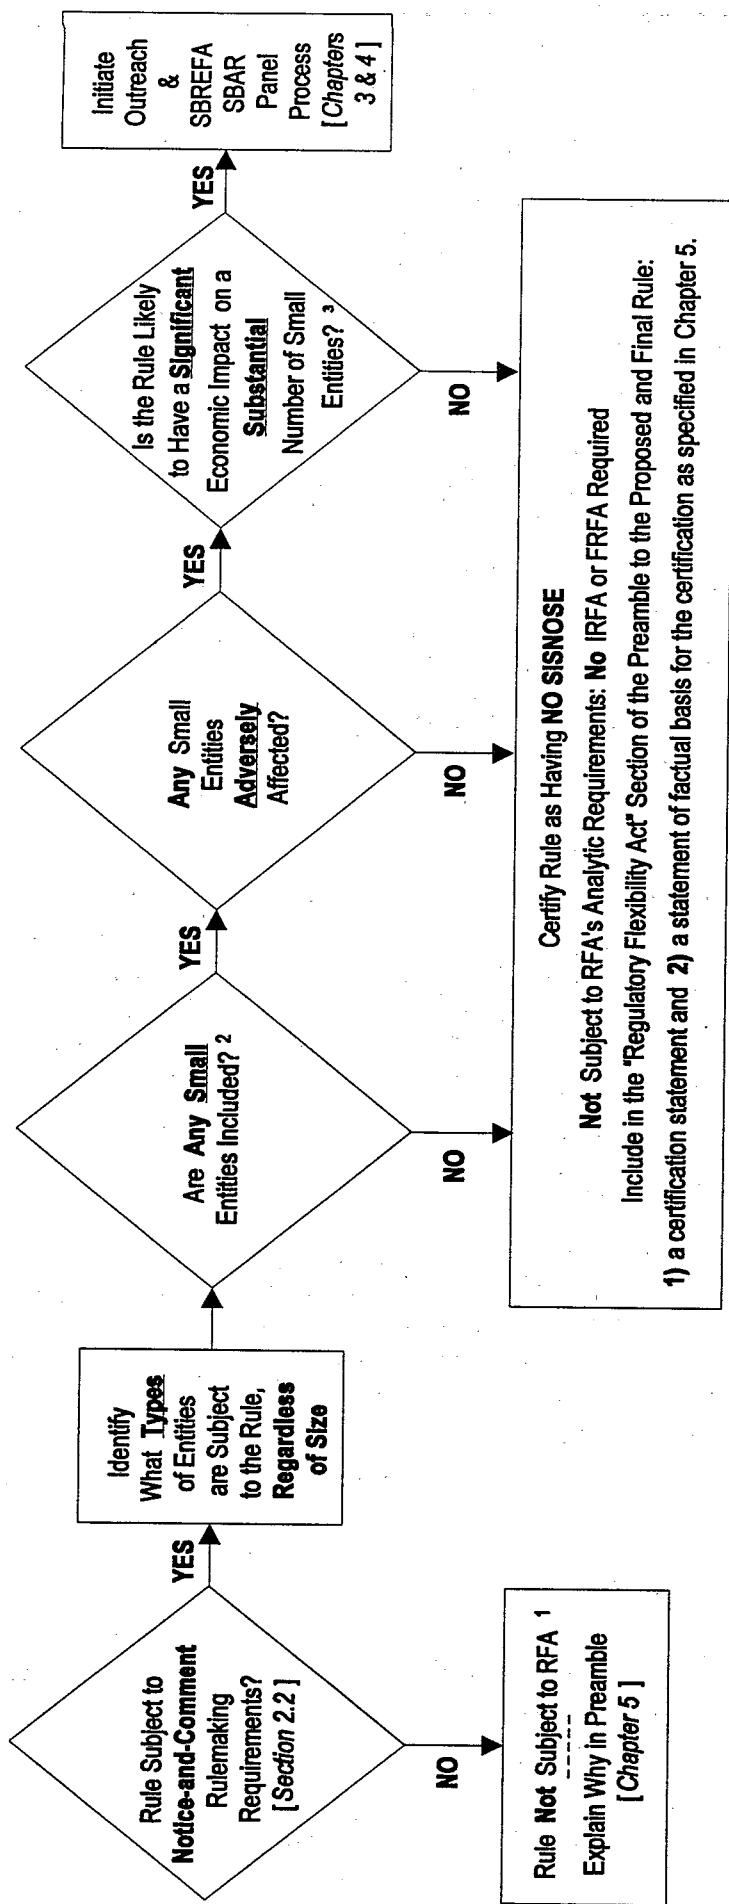 Rule Subject to
Notice-and-Comment
Rulemaking
Requirements?
[Section 2.2]
YES
NO
Rule Not Subject to RFA 1
-----
Explain Why in Preamble
[Chapter 5]
Identify
What Types
of Entities
are Subject
to the Rule,
Regardless
of Size
Are Any Small
Entities Included? 2
YES
NO
Any Small
Entities
Adversely
Affected?
YES
NO
Is the Rule Likely
to Have a Significant
Economic Impact on a
Substantial
Number of Small
Entities? 3
YES
NO
Initiate
Outreach
&
SBREFA
SBAR
Panel
Process
[Chapters
3 & 4]
Certify Rule as Having NO SISNOSE
Not Subject to RFA's Analytic Requirements: No IRFA or FRFA Required
Include in the "Regulatory Flexibility Act" Section of the Preamble to the Proposed and Final Rule:
1) a certification statement and 2) a statement of factual basis for the certification as specified in Chapter 5.